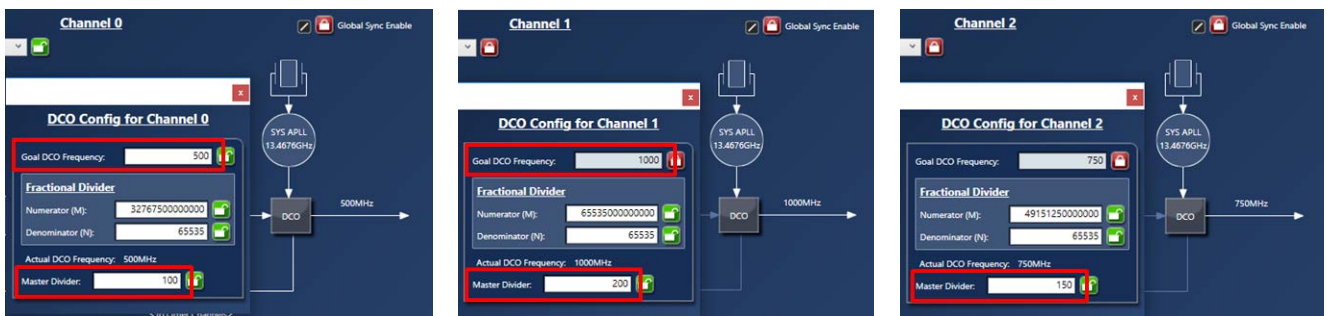 Channel 0
Global Sync Enable
x
DCO Config for Channel 0
SYS APLL
13.4676GHz
Goal DCO Frequency: 500
Fractional Divider
Numerator (M): 32767500000000
Denominator (N): 65535
DCO
500MHz
Actual DCO Frequency: 500MHz
Master Divider: 100
Channel 1
Global Sync Enable
x
DCO Config for Channel 1
SYS APLL
13.4676GHz
Goal DCO Frequency: 1000
Fractional Divider
Numerator (M): 65535000000000
Denominator (N): 65535
DCO
1000MHz
Actual DCO Frequency: 1000MHz
Master Divider: 200
Channel 2
Global Sync Enable
x
DCO Config for Channel 2
SYS APLL
13.4676GHz
Goal DCO Frequency: 750
Fractional Divider
Numerator (M): 49151250000000
Denominator (N): 65535
DCO
750MHz
Actual DCO Frequency: 750MHz
Master Divider: 150